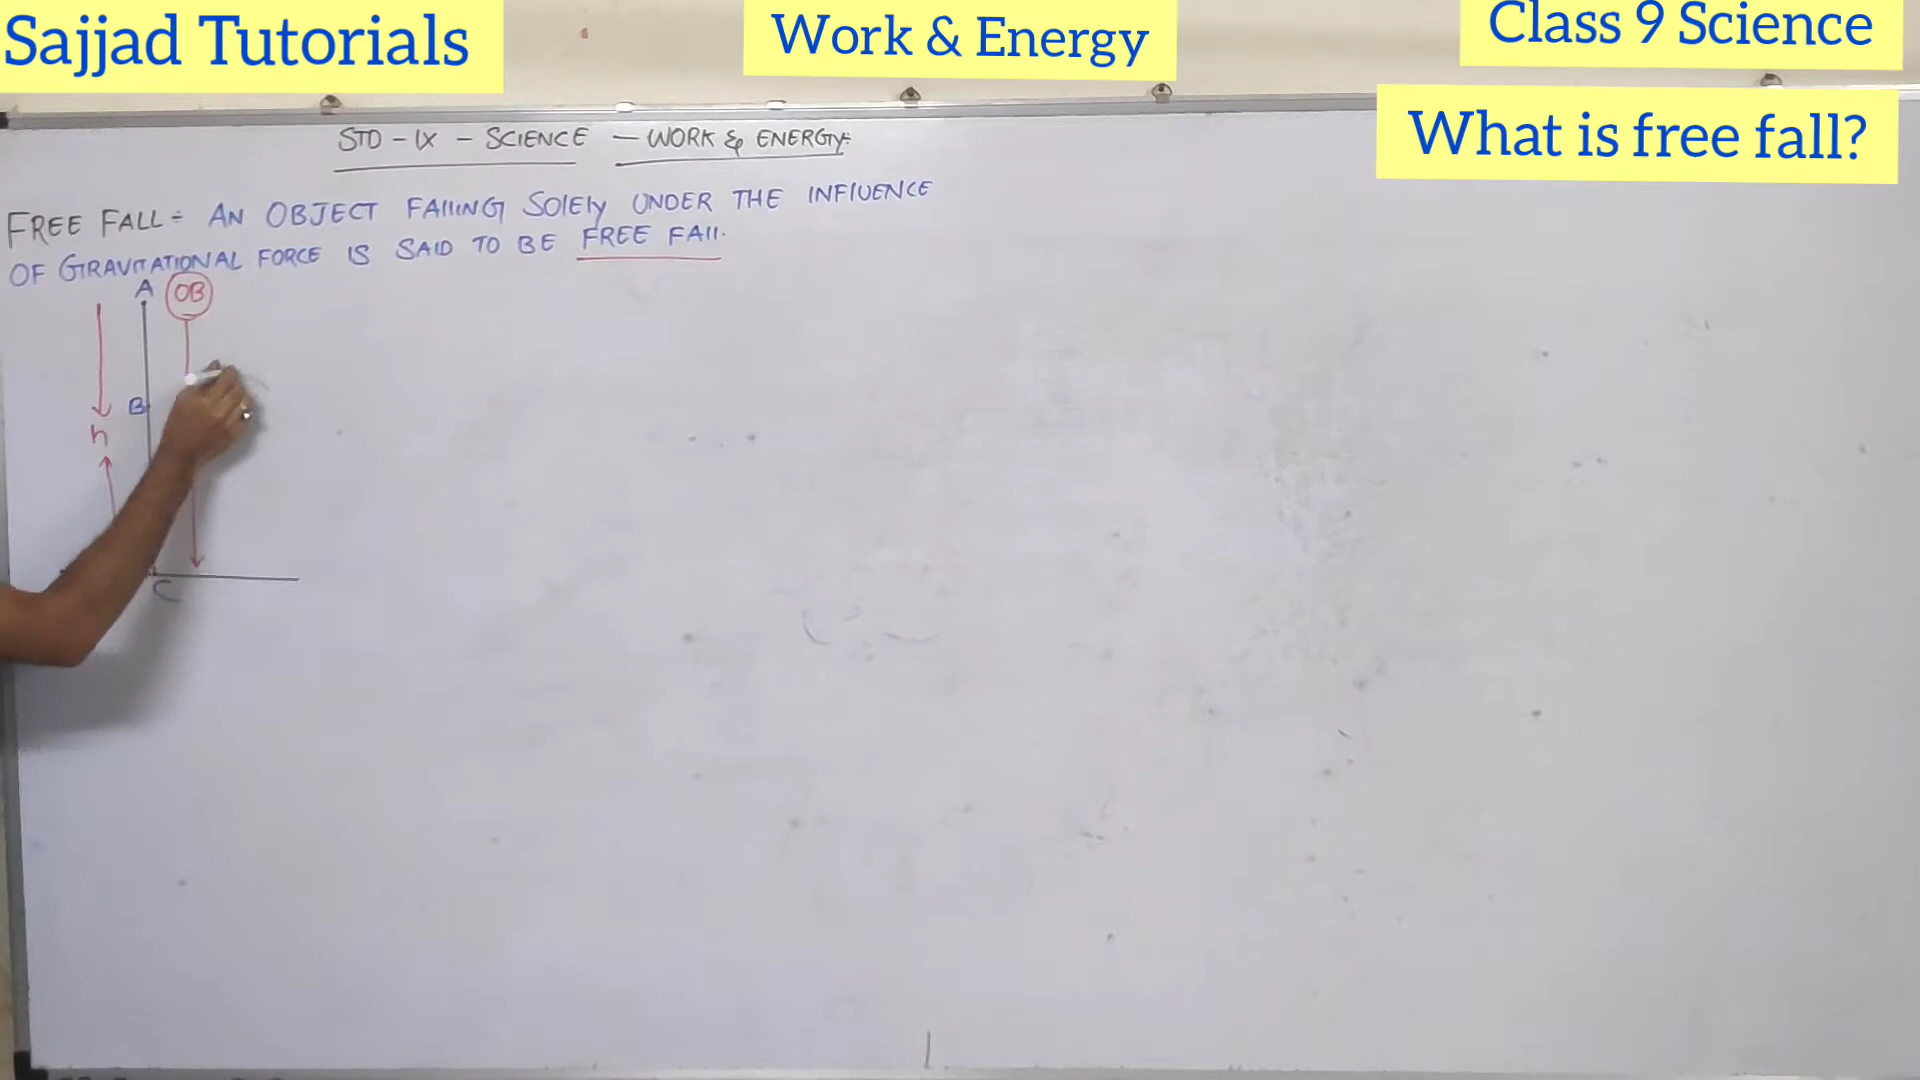 Sajjad Tutorials
Work & Energy
Class 9 Science
What is free fall?
STD - IX - SCIENCE - WORK & ENERGY:
FREE FALL:- AN OBJECT FAllING SOlEly UNDER THE INFlUENCE
OF GRAVITATIONAL FORCE IS SAID TO BE FREE FAll.
A
OB
B
h
C